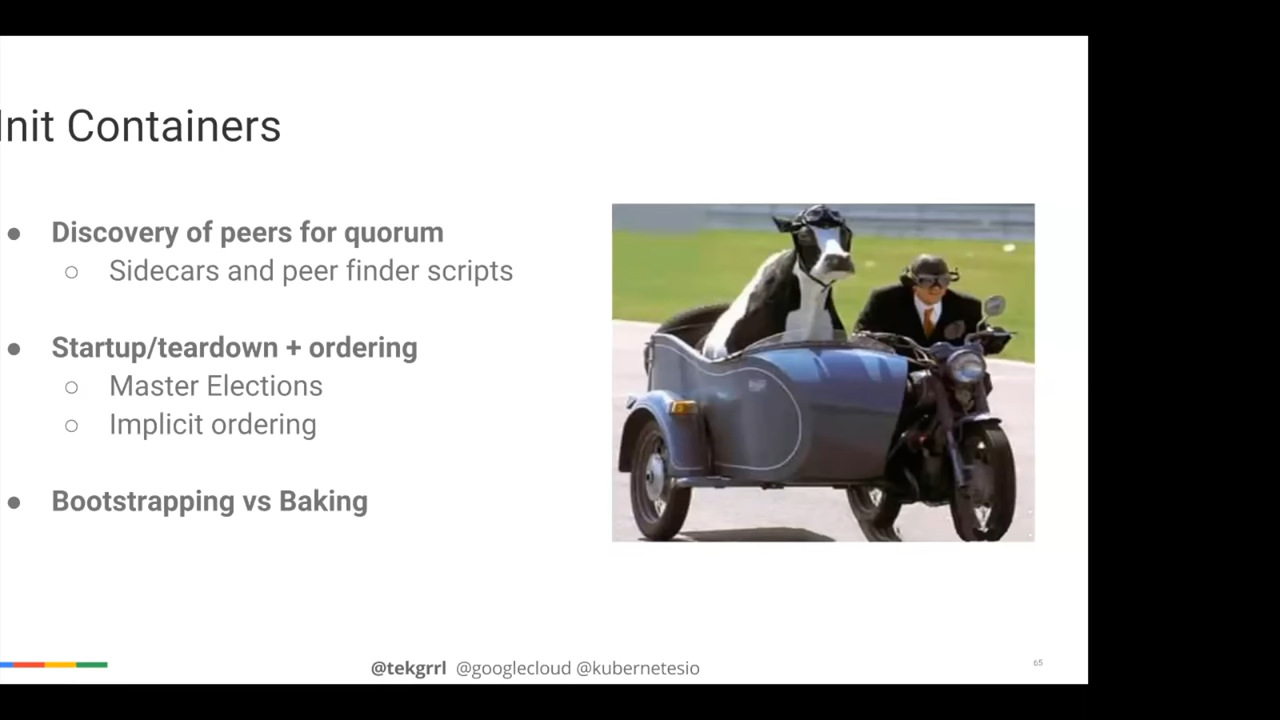 Init Containers
● Discovery of peers for quorum
○ Sidecars and peer finder scripts
● Startup/teardown + ordering
○ Master Elections
○ Implicit ordering
● Bootstrapping vs Baking
@tekgrrl @googlecloud @kubernetesio
65